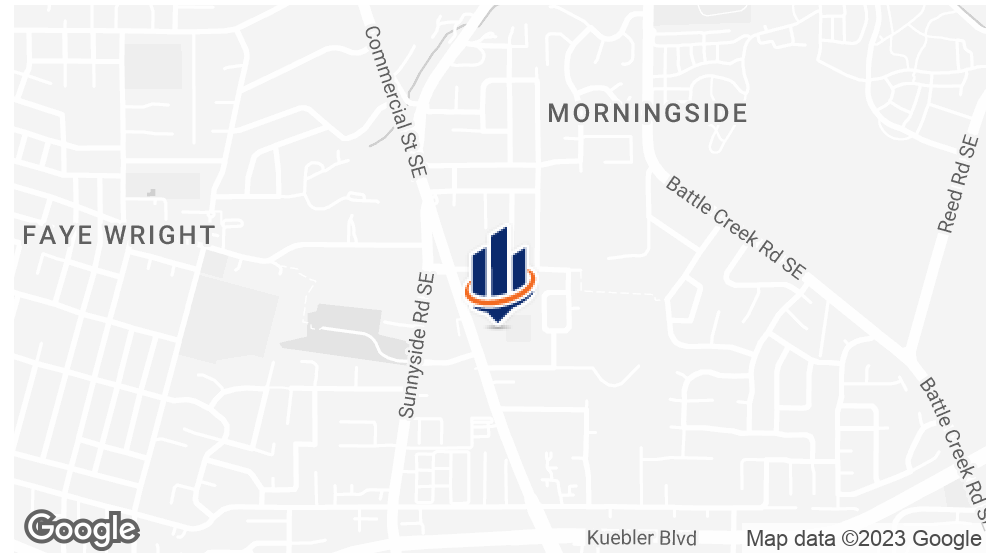 Commercial St SE
MORNINGSIDE
Reed Rd SE
Battle Creek Rd SE
FAYE WRIGHT
Sunnyside Rd SE
Battle Creek Rd SE
Google
Kuebler Blvd
Map data ©2023 Google